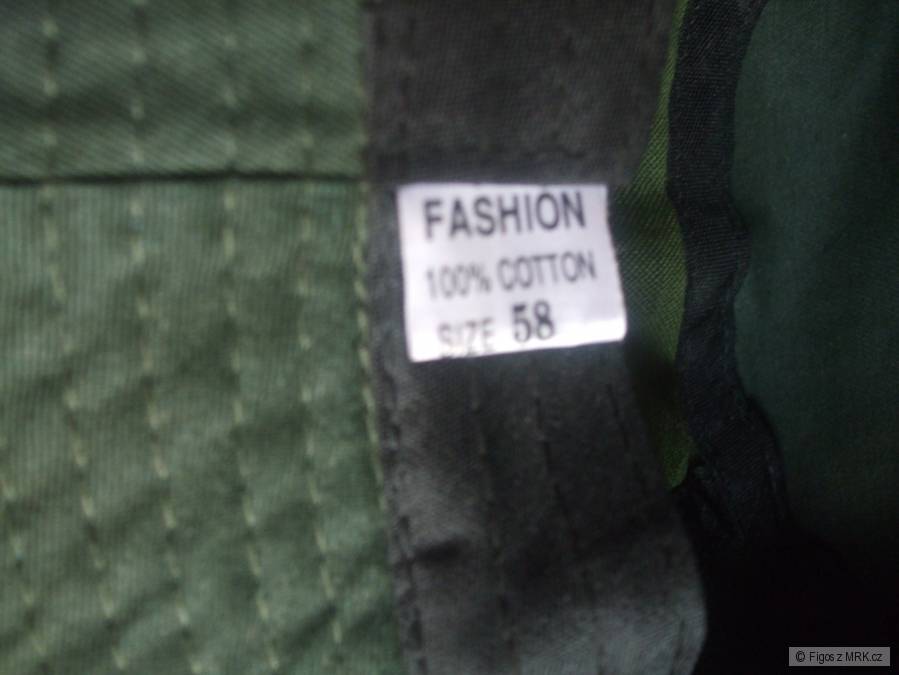 FASHION
100% COTTON
SIZE 58
© Figos z MRK.cz